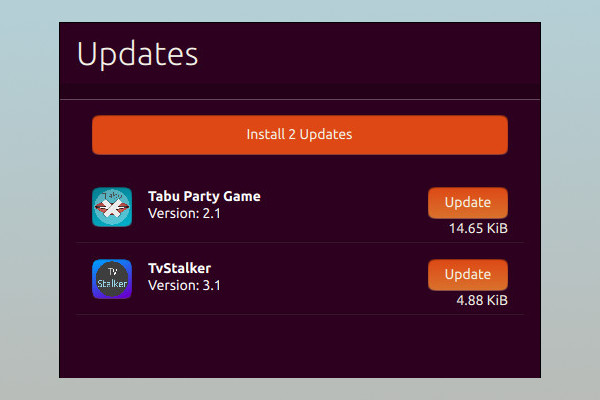 Updates
Install 2 Updates
Tabu
Tabu Party Game
Version: 2.1
Update
14.65 KiB
Tv
Stalker
TvStalker
Version: 3.1
Update
4.88 KiB